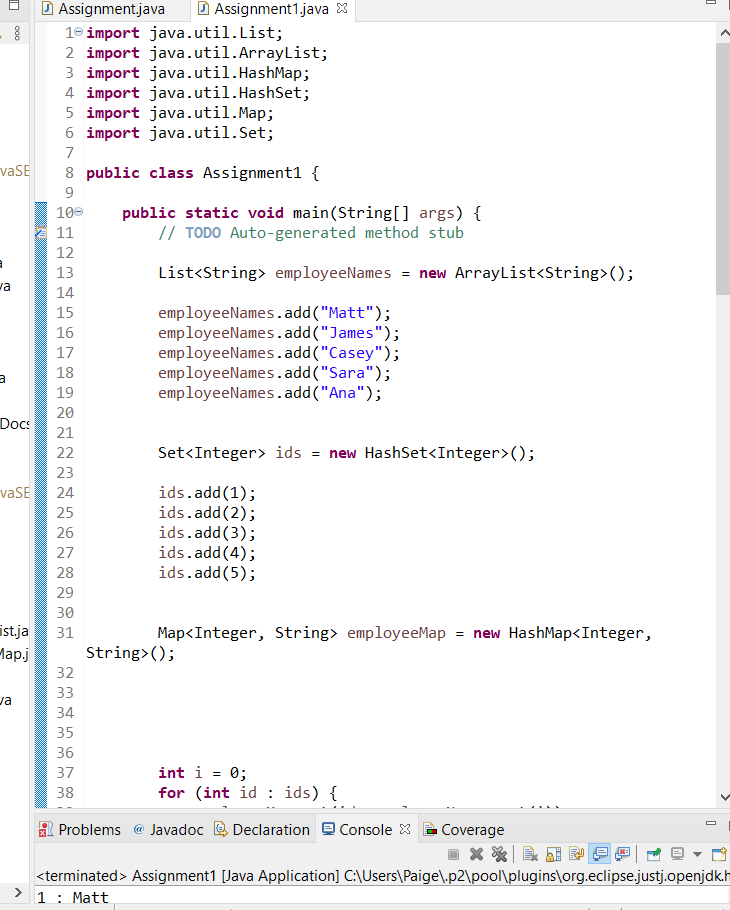 Assignment.java
Assignment1.java
1 import java.util.List;
2 import java.util.ArrayList;
3 import java.util.HashMap;
4 import java.util.HashSet;
5 import java.util.Map;
6 import java.util.Set;
7
8 public class Assignment1 {
9
10 public static void main(String[] args) {
11 // TODO Auto-generated method stub
12
13 List<String> employeeNames = new ArrayList<String>();
14
15 employeeNames.add("Matt");
16 employeeNames.add("James");
17 employeeNames.add("Casey");
18 employeeNames.add("Sara");
19 employeeNames.add("Ana");
20
21
22 Set<Integer> ids = new HashSet<Integer>();
23
24 ids.add(1);
25 ids.add(2);
26 ids.add(3);
27 ids.add(4);
28 ids.add(5);
29
30
31 Map<Integer, String> employeeMap = new HashMap<Integer,
String>();
32
33
34
35
36
37 int i = 0;
38 for (int id : ids) {
vaSE
a
va
a
Docs
vaSE
ist.ja
Map.j
va
Problems
@ Javadoc
Declaration
Console
Coverage
<terminated> Assignment1 [Java Application] C:\Users\Paige\.p2\pool\plugins\org.eclipse.justj.openjdk.h
1 : Matt